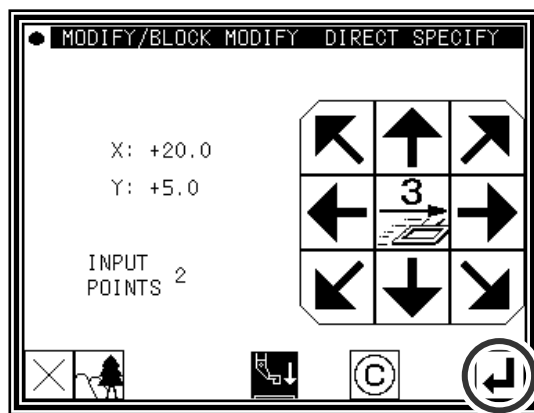 MODIFY/BLOCK MODIFY DIRECT SPECIFY
X: +20.0
3
Y: +5.0
INPUT
POINTS 2
C